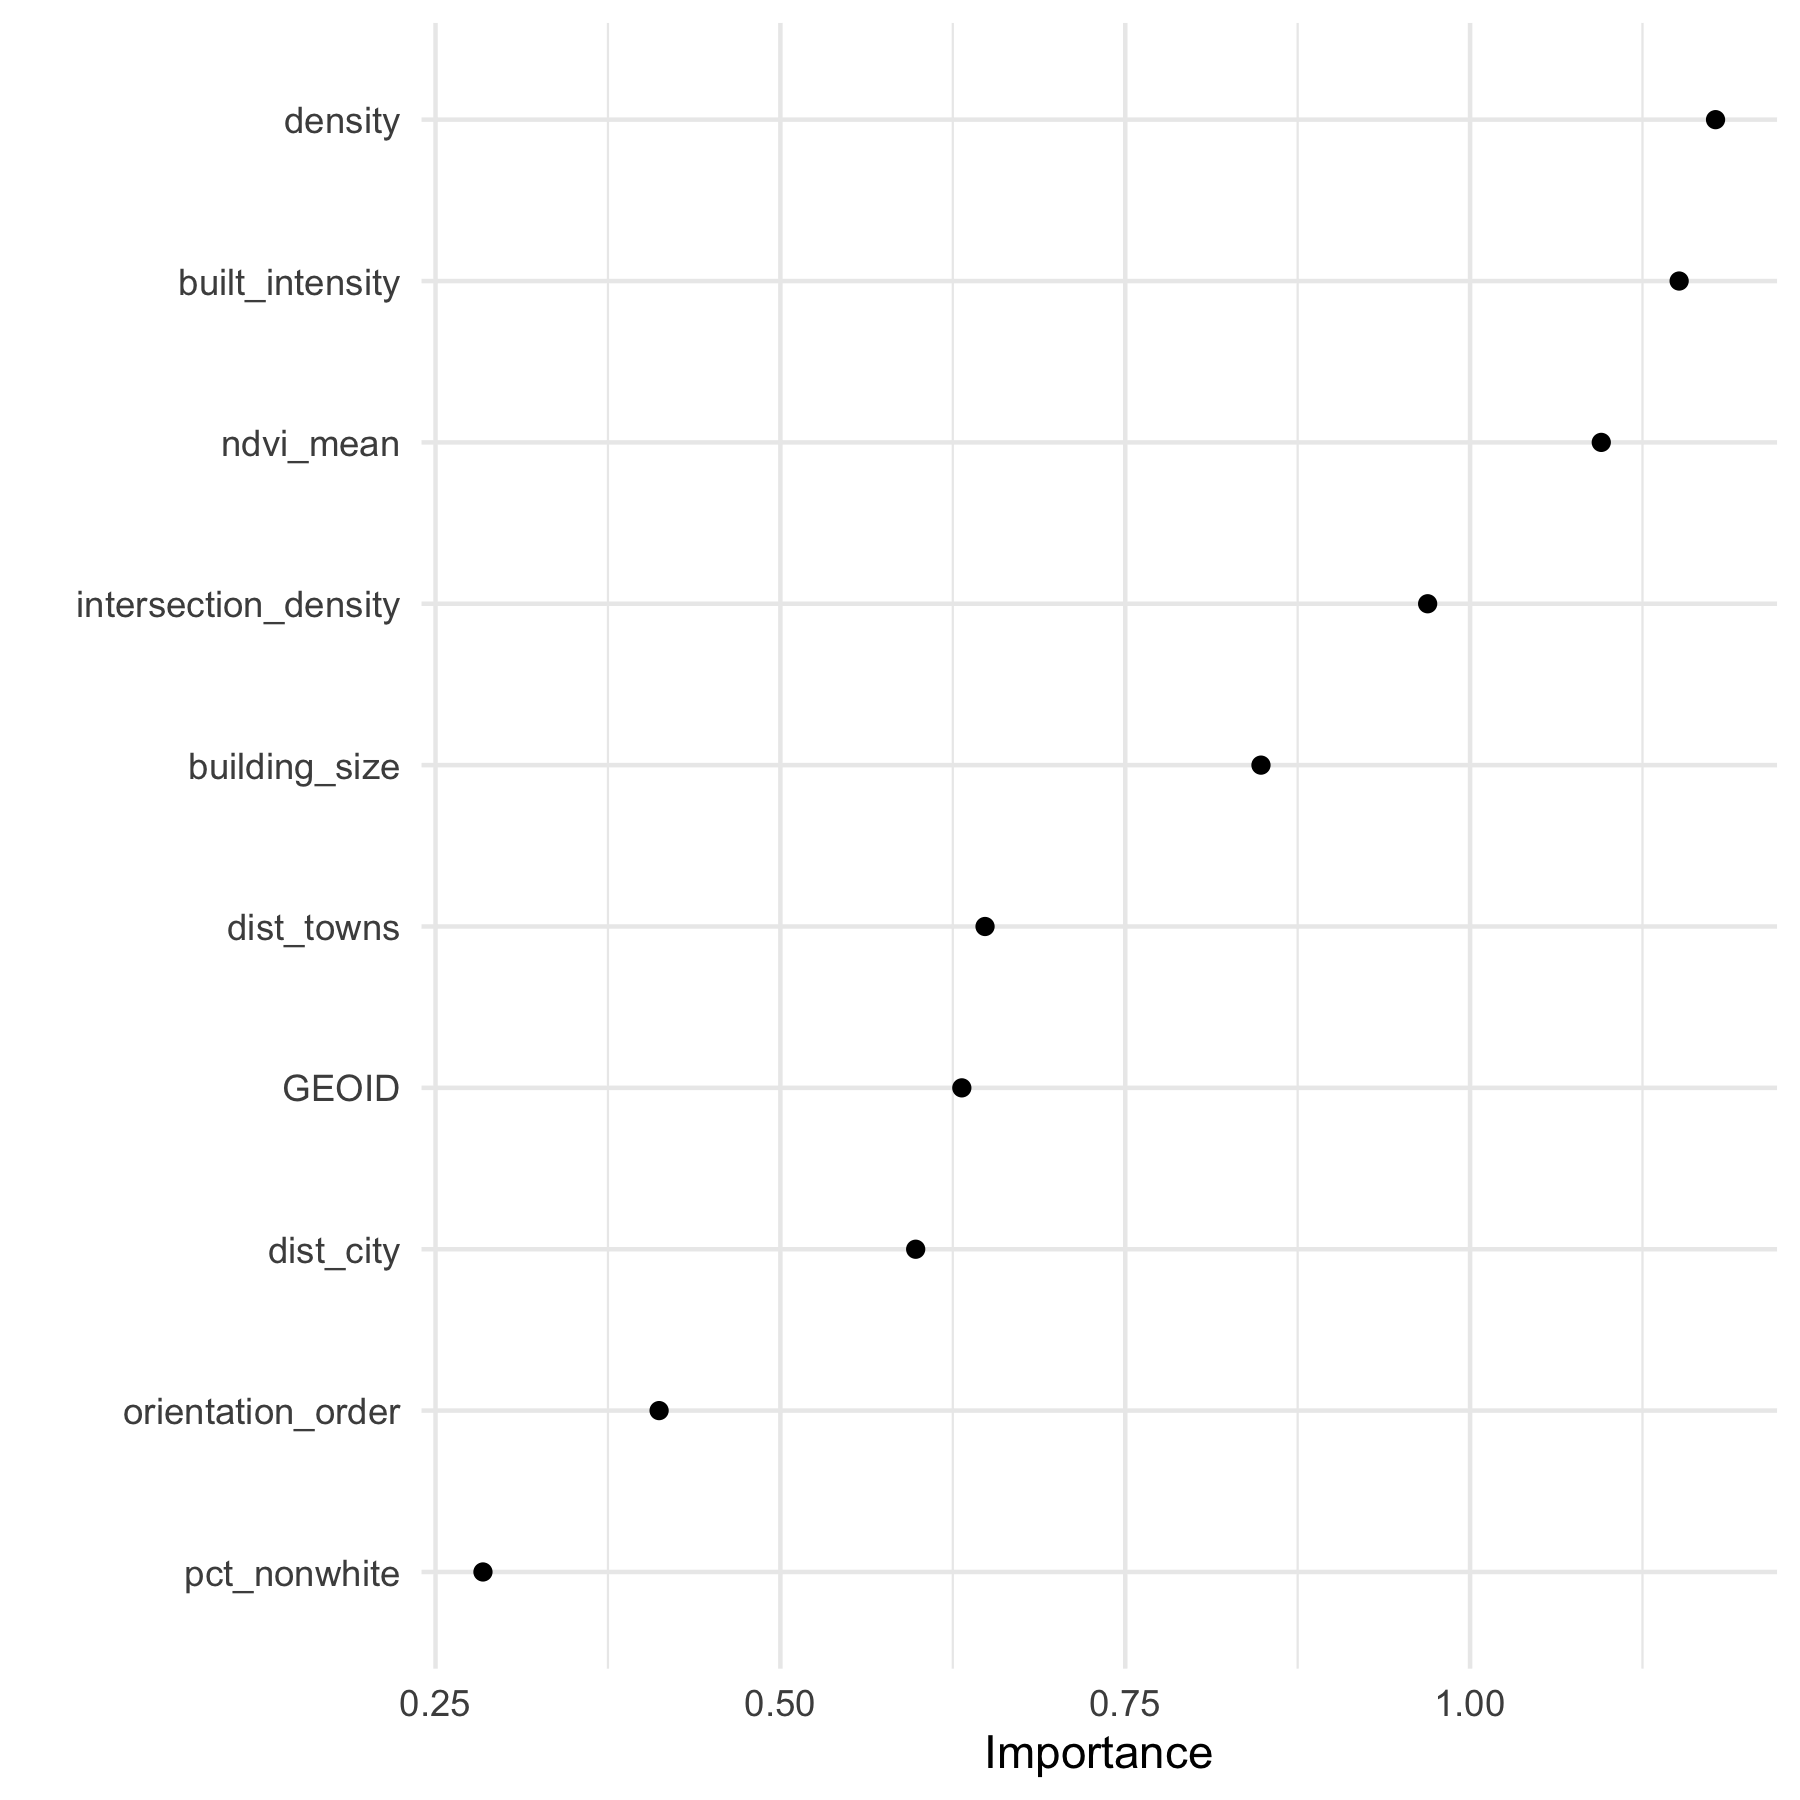 density
built_intensity
ndvi_mean
intersection_density
building_size
dist_towns
GEOID
dist_city
orientation_order
pct_nonwhite
0.25 0.50 0.75 1.00
Importance